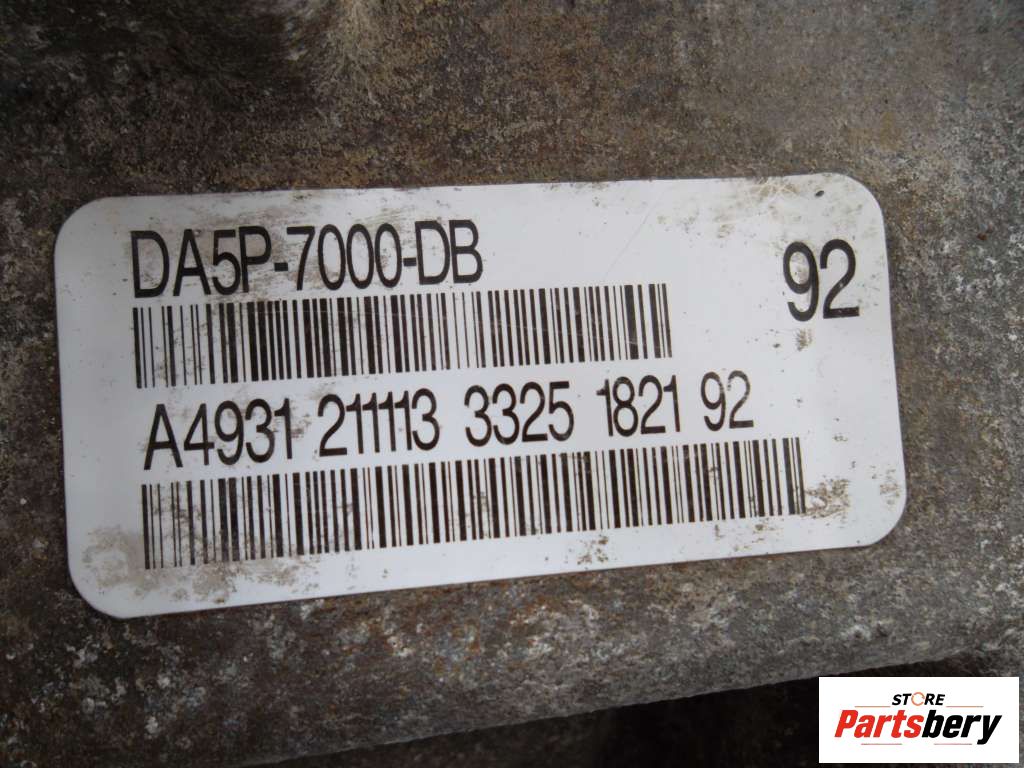 DA5P-7000-DB
92
A4931 211113 3325 1821 92
STORE
Partsbery